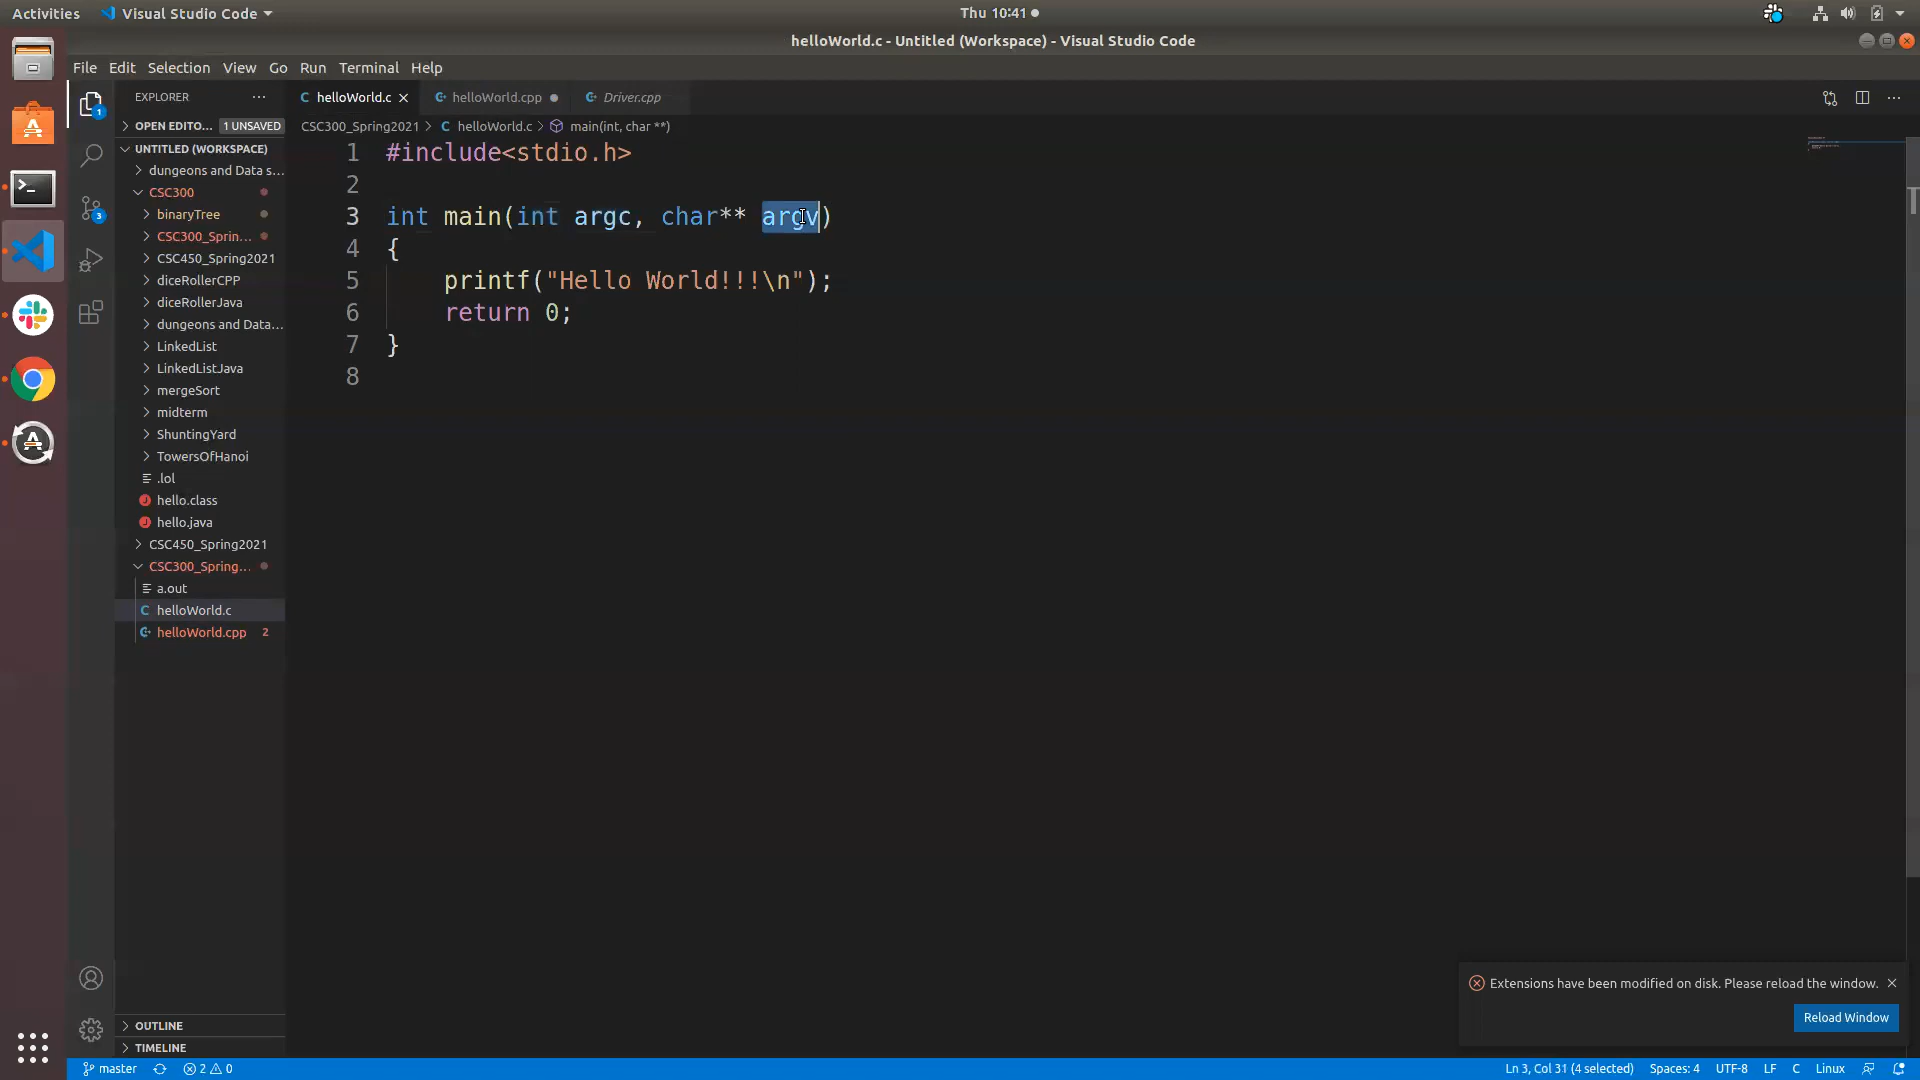 Activities
Visual Studio Code
Thu 10:41
helloWorld.c - Untitled (Workspace) - Visual Studio Code
File Edit Selection View Go Run Terminal Help
EXPLORER
helloWorld.c
helloWorld.cpp
Driver.cpp
CSC300_Spring2021 > helloWorld.c > main(int, char **)
OPEN EDITO... 1 UNSAVED
UNTITLED (WORKSPACE)
dungeons and Data s...
CSC300
binaryTree
CSC300_Sprin...
CSC450_Spring2021
diceRollerCPP
diceRollerJava
dungeons and Data...
LinkedList
LinkedListJava
mergeSort
midterm
ShuntingYard
TowersOfHanoi
.lol
hello.class
hello.java
CSC450_Spring2021
CSC300_Spring...
a.out
helloWorld.c
helloWorld.cpp 2
OUTLINE
TIMELINE
1
3
1 #include<stdio.h>
2
3 int main(int argc, char** argv)
4 {
5 printf("Hello World!!!\n");
6 return 0;
7 }
8
Extensions have been modified on disk. Please reload the window.
Reload Window
master 2 0 Ln 3, Col 31 (4 selected) Spaces: 4 UTF-8 LF C Linux